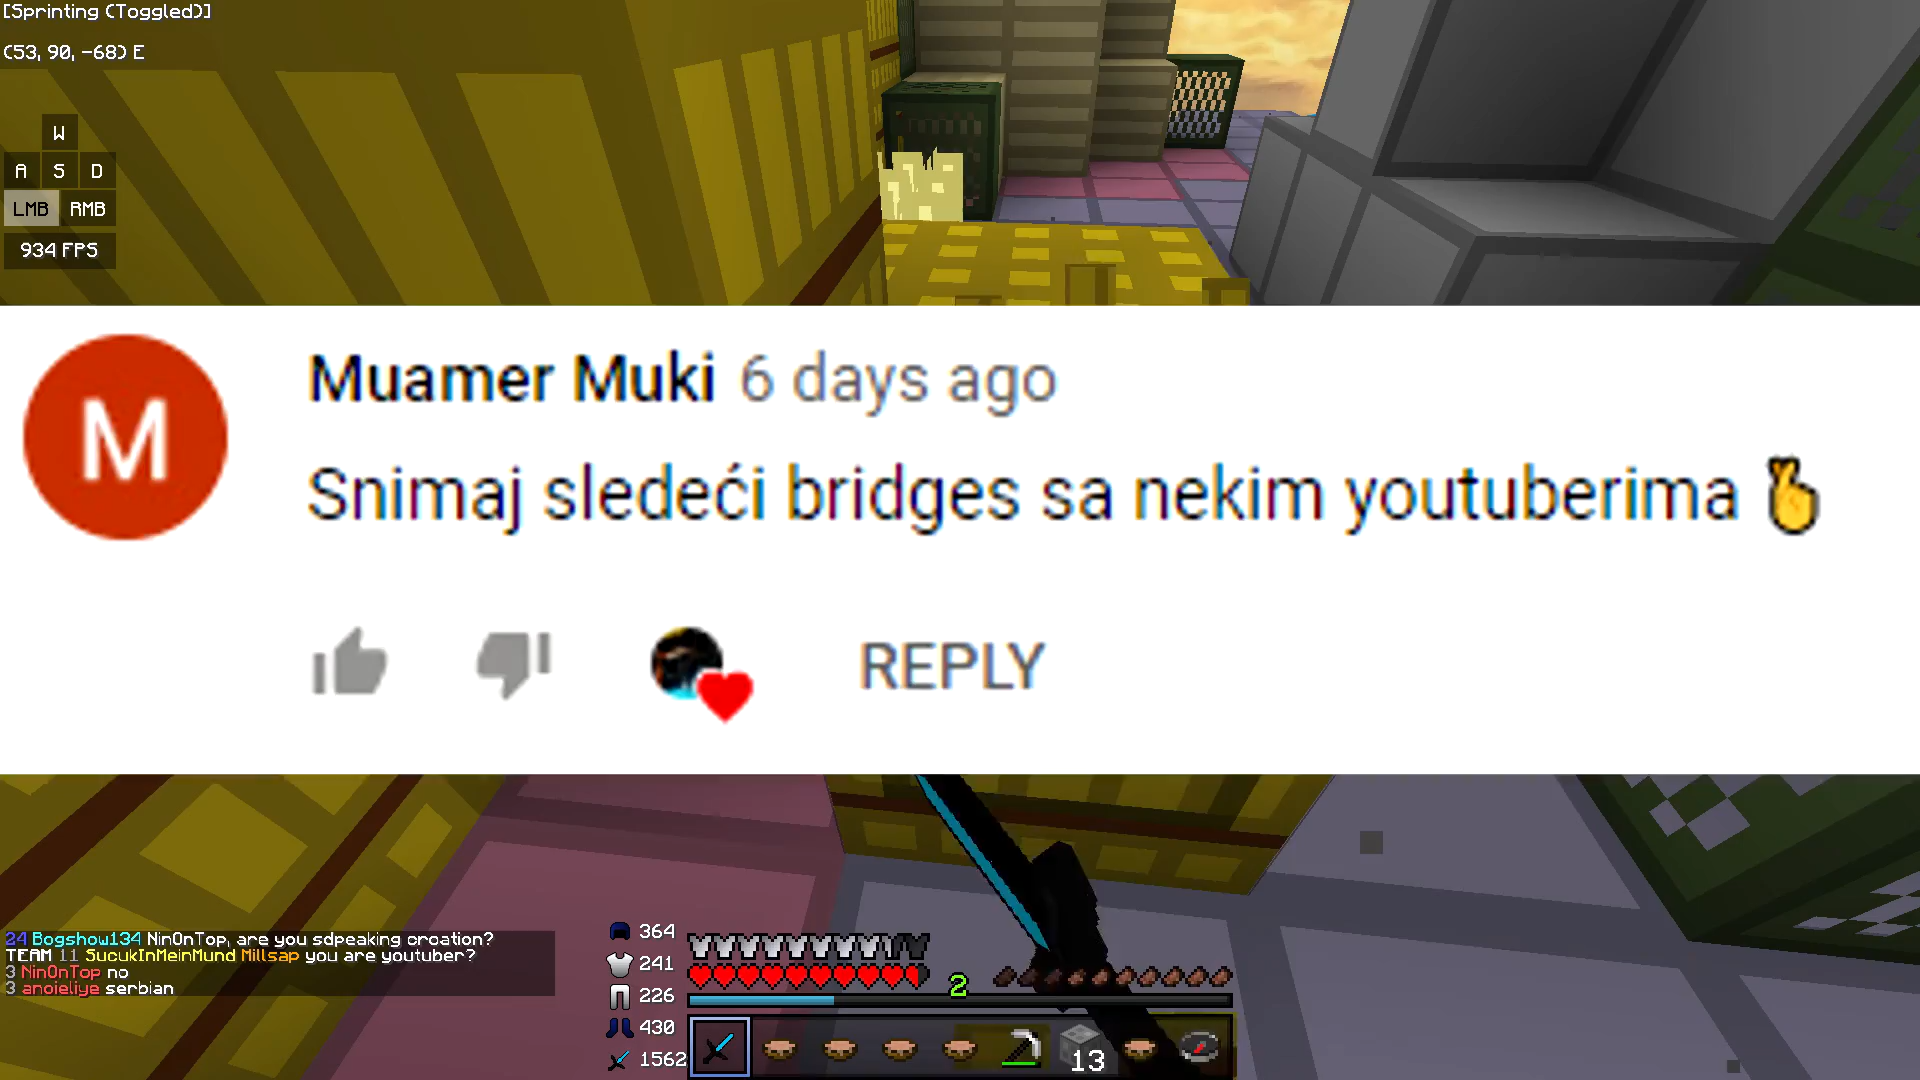 [Sprinting (Toggled)]
(53, 90, -68) E
W
A S D
LMB RMB
934 FPS
M
Muamer Muki 6 days ago
Snimaj sledeći bridges sa nekim youtuberima 🤞
REPLY
24 Bogshow134 NinOnTop, are you sdpeaking croation?
TEAM 11 SucukInMeinMund Millsap you are youtuber?
3 NinOnTop no
3 anoieliye serbian
364
241
226
430
1562
2
13